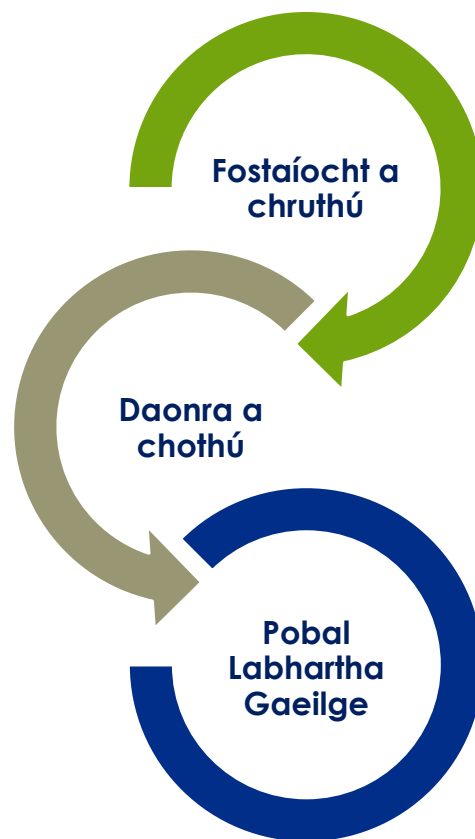 Fostaíocht a
chruthú
Daonra a
chothú
Pobal
Labhartha
Gaeilge